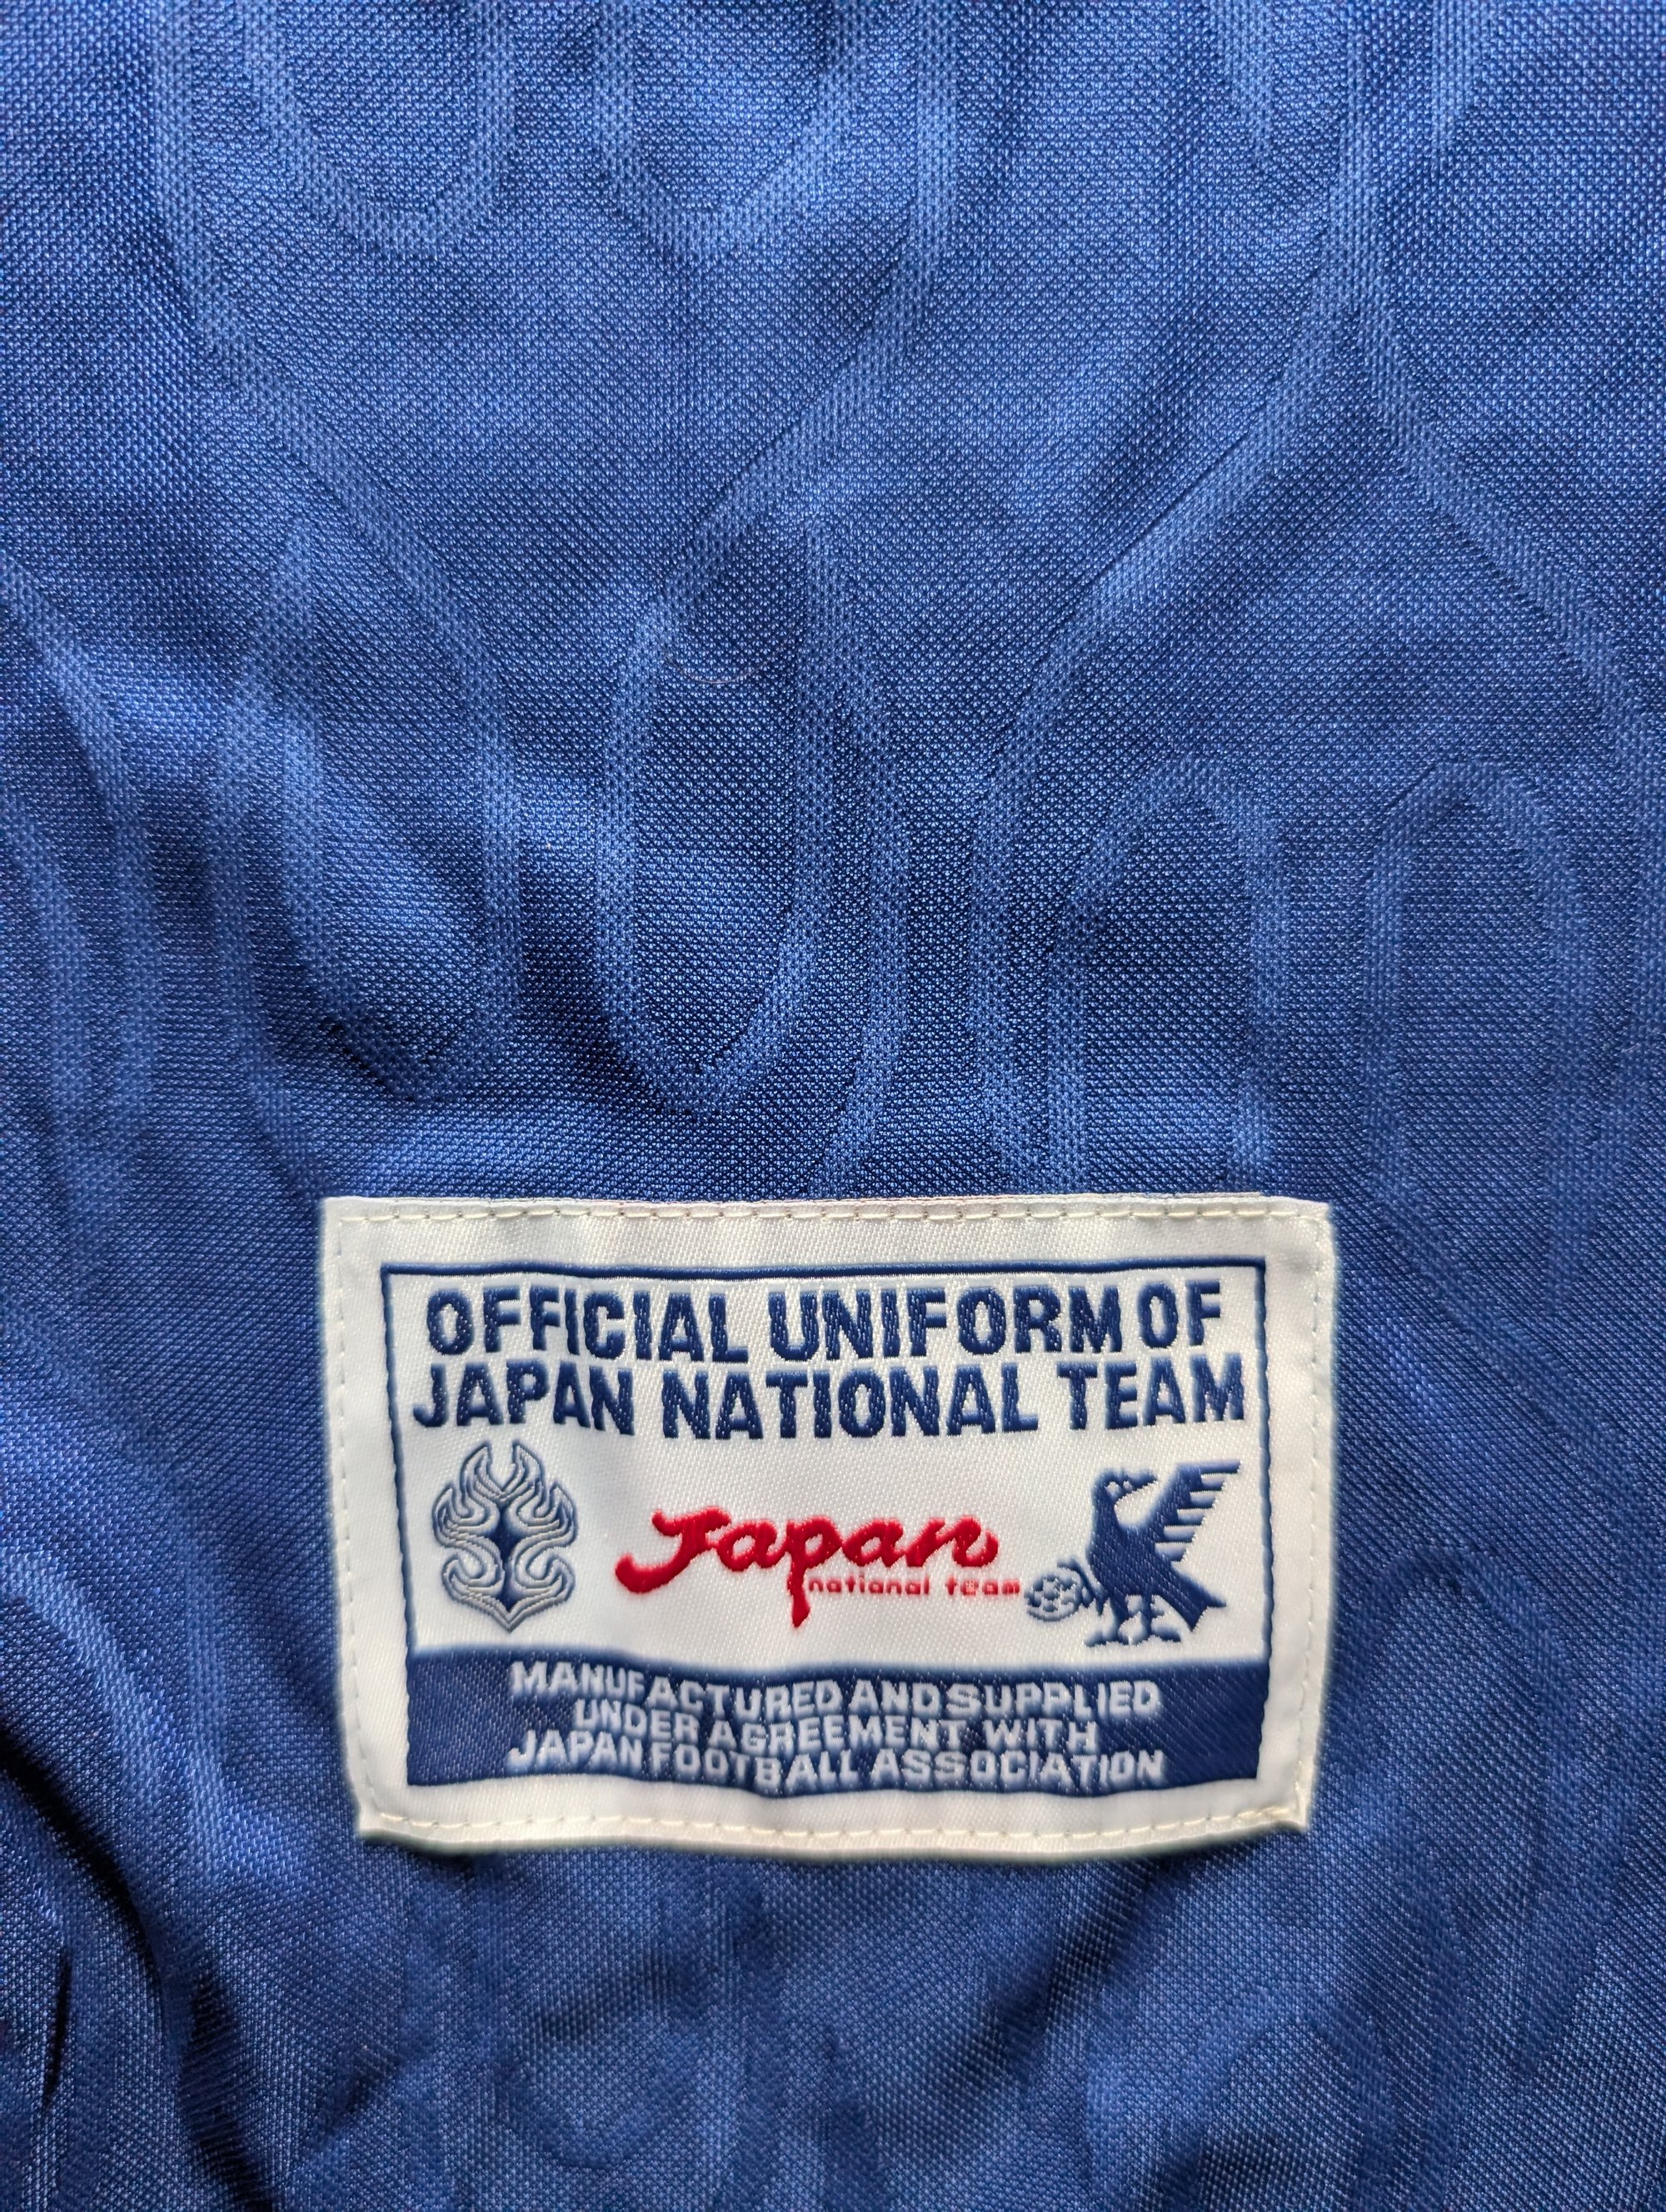 OFFICIAL UNIFORM OF
JAPAN NATIONAL TEAM
Japan
national team
MANUFACTURED AND SUPPLIED
UNDER AGREEMENT WITH
JAPAN FOOTBALL ASSOCIATION